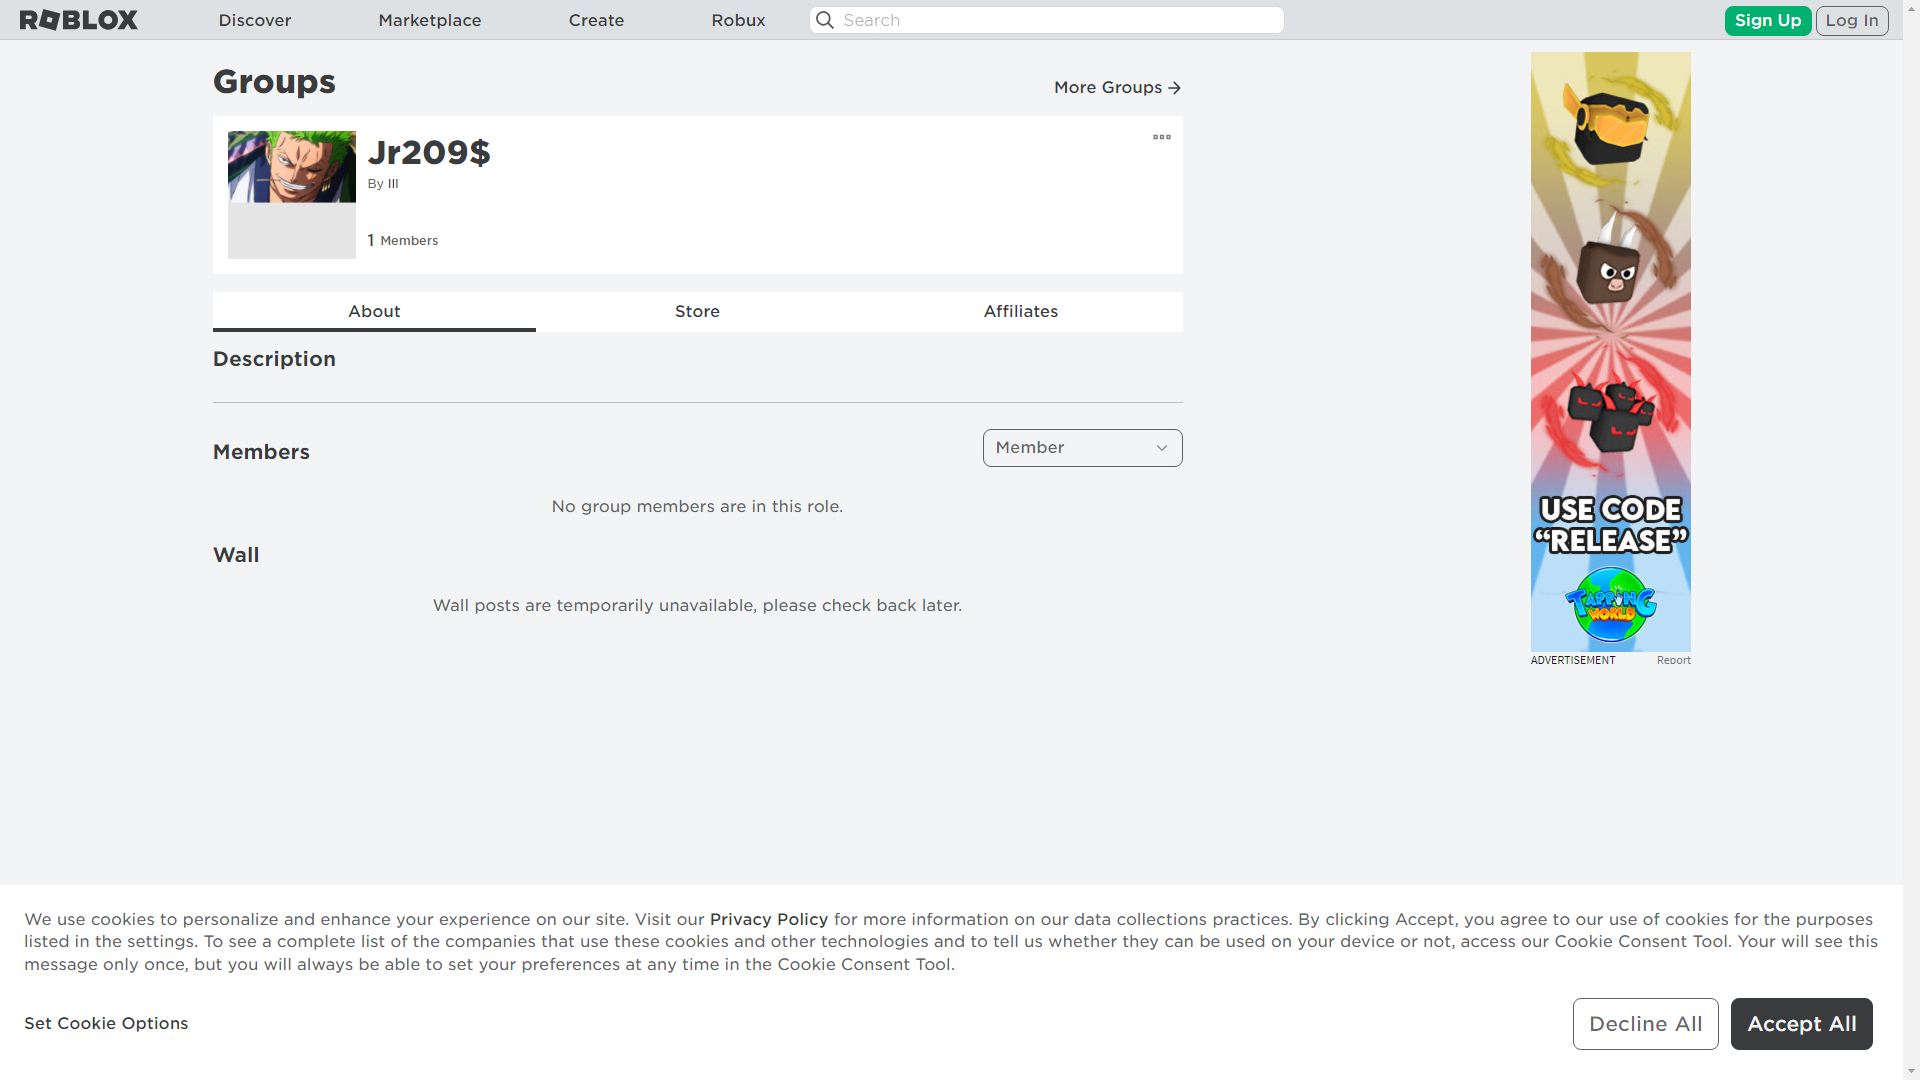 ROBLOX
Discover
Marketplace
Create
Robux
Search
Sign Up
Log In
Groups
More Groups
Jr209$
By lll
1 Members
About
Store
Affiliates
Description
Members
Member
No group members are in this role.
Wall
Wall posts are temporarily unavailable, please check back later.
USE CODE
“RELEASE”
TAPPING
WORLD
ADVERTISEMENT
Report
We use cookies to personalize and enhance your experience on our site. Visit our Privacy Policy for more information on our data collections practices. By clicking Accept, you agree to our use of cookies for the purposes
listed in the settings. To see a complete list of the companies that use these cookies and other technologies and to tell us whether they can be used on your device or not, access our Cookie Consent Tool. Your will see this
message only once, but you will always be able to set your preferences at any time in the Cookie Consent Tool.
Set Cookie Options
Decline All
Accept All